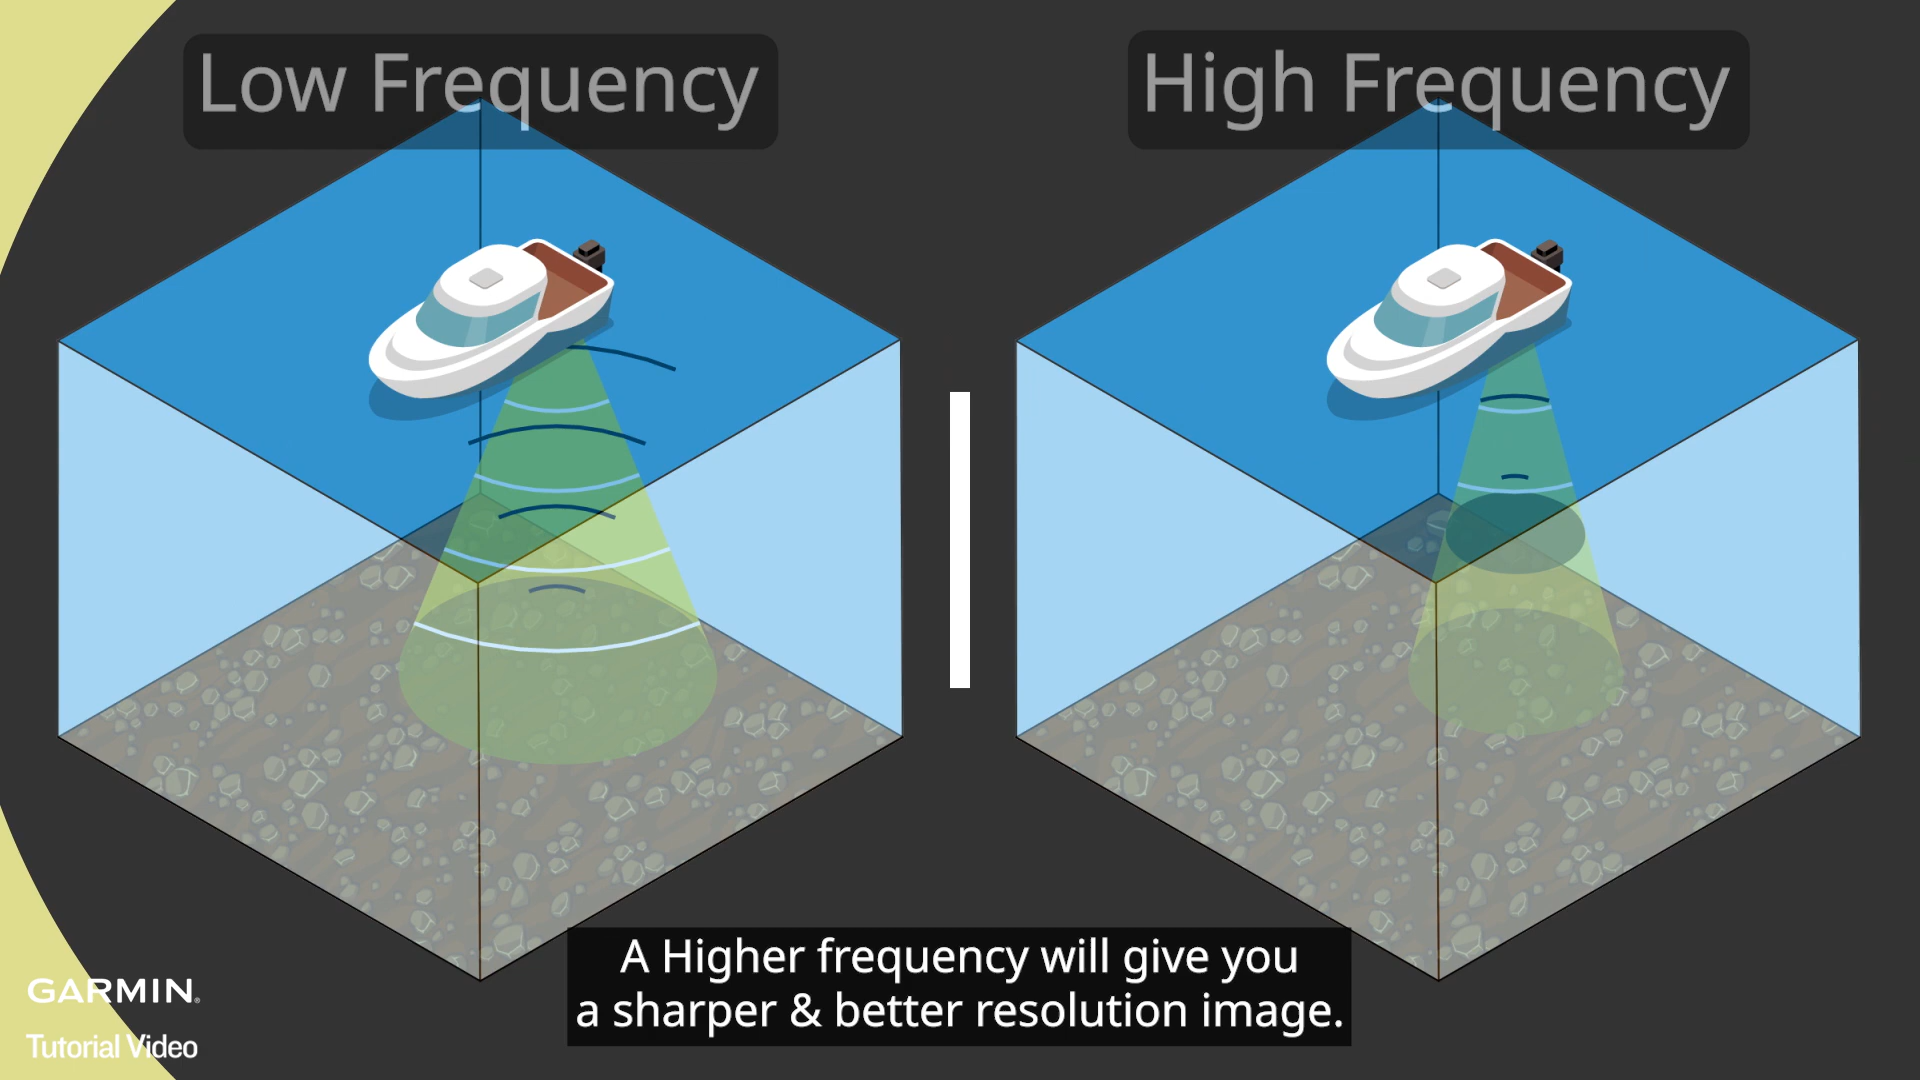 Low Frequency
High Frequency
A Higher frequency will give you
a sharper & better resolution image.
GARMIN®
Tutorial Video